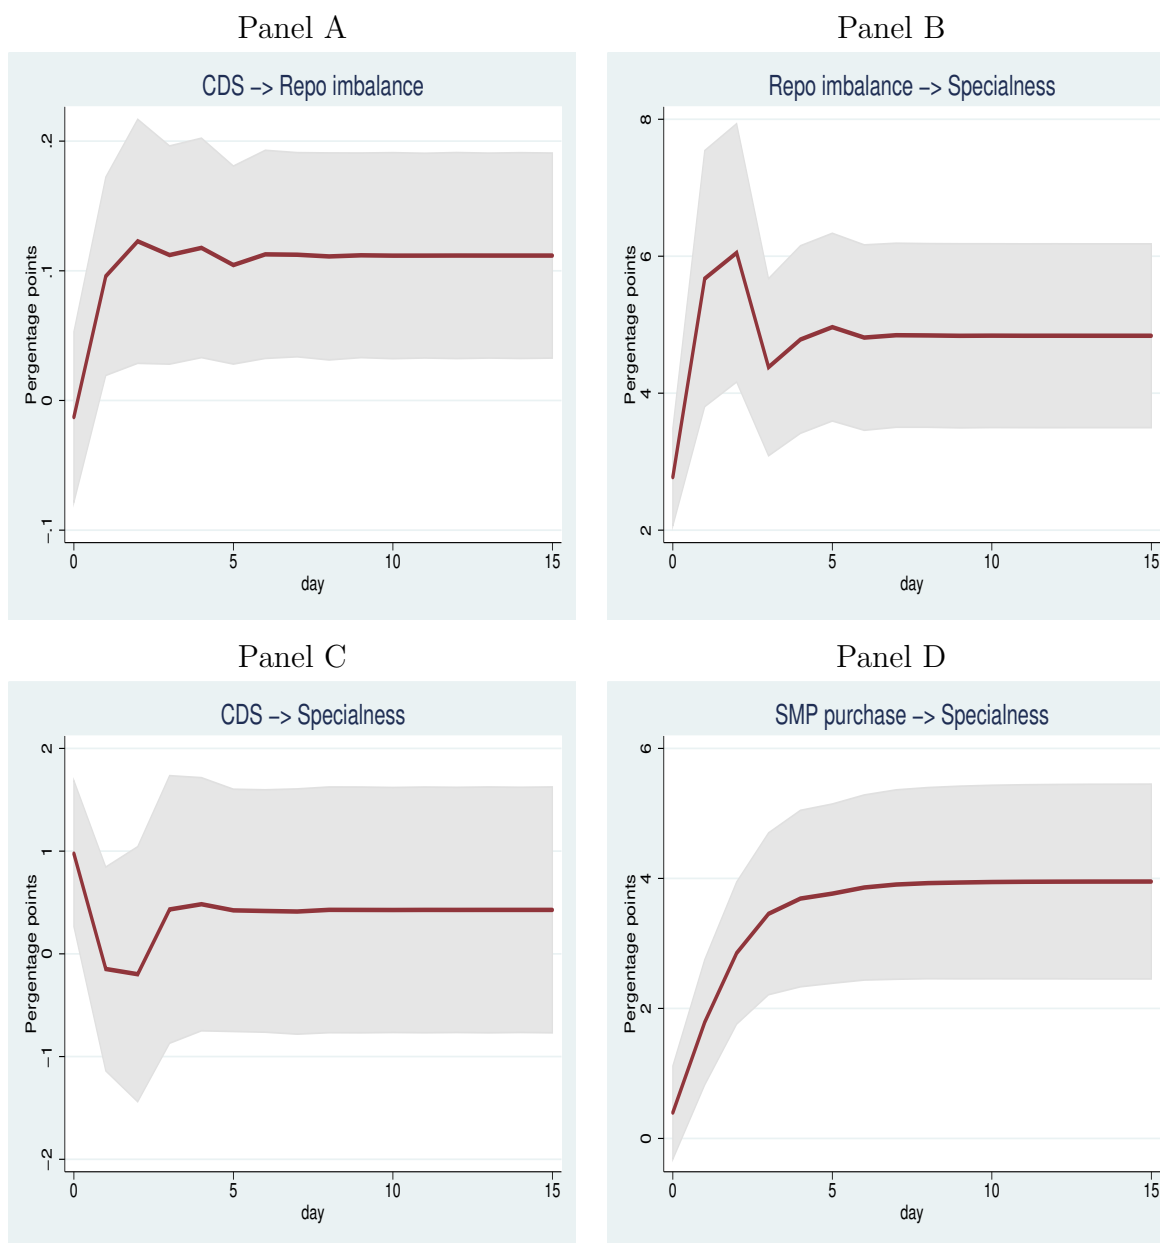 Panel A
CDS −> Repo imbalance
Pergentage points
.2
.1
0
−.1
0 5 10 15
day
Panel B
Repo imbalance −> Specialness
Pergentage points
8
6
4
2
0 5 10 15
day
Panel C
CDS −> Specialness
Pergentage points
2
1
0
−1
−2
0 5 10 15
day
Panel D
SMP purchase −> Specialness
Pergentage points
6
4
2
0
0 5 10 15
day